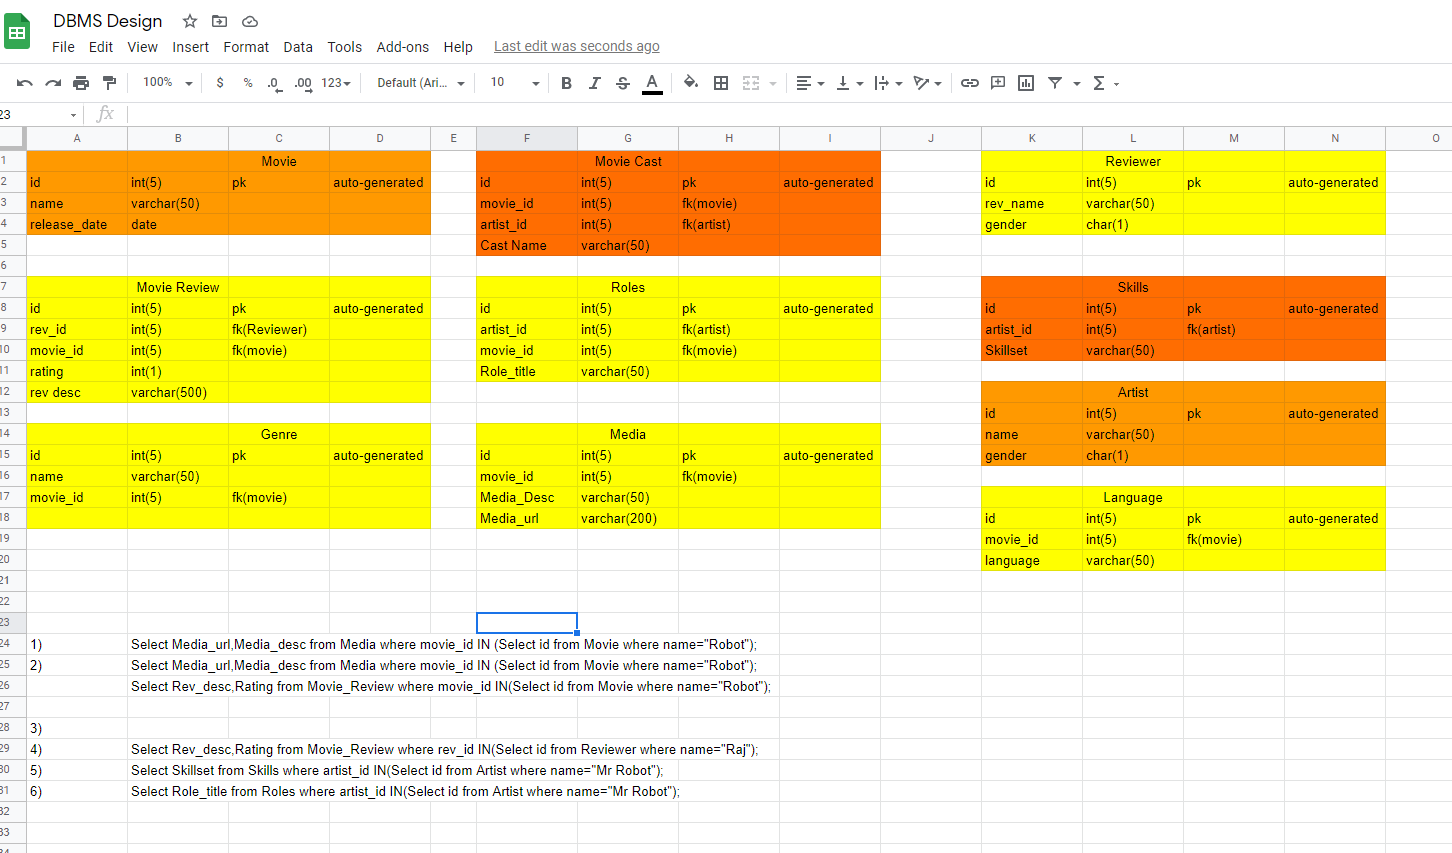 DBMS Design
File Edit View Insert Format Data Tools Add-ons Help Last edit was seconds ago
100% $ % .0 .00 123 Default (Ari... 10 B I S A
23 fx
A B C D E F G H I J K L M N O
1 Movie Movie Cast Reviewer
2 id int(5) pk auto-generated id int(5) pk auto-generated id int(5) pk auto-generated
3 name varchar(50) movie_id int(5) fk(movie) rev_name varchar(50)
4 release_date date artist_id int(5) fk(artist) gender char(1)
5 Cast Name varchar(50)
6
7 Movie Review Roles Skills
8 id int(5) pk auto-generated id int(5) pk auto-generated id int(5) pk auto-generated
9 rev_id int(5) fk(Reviewer) artist_id int(5) fk(artist) artist_id int(5) fk(artist)
10 movie_id int(5) fk(movie) movie_id int(5) fk(movie) Skillset varchar(50)
11 rating int(1) Role_title varchar(50)
12 rev desc varchar(500) Artist
13 id int(5) pk auto-generated
14 Genre Media name varchar(50)
15 id int(5) pk auto-generated id int(5) pk auto-generated gender char(1)
16 name varchar(50) movie_id int(5) fk(movie)
17 movie_id int(5) fk(movie) Media_Desc varchar(50) Language
18 Media_url varchar(200) id int(5) pk auto-generated
19 movie_id int(5) fk(movie)
20 language varchar(50)
21
22
23
24 1) Select Media_url,Media_desc from Media where movie_id IN (Select id from Movie where name="Robot");
25 2) Select Media_url,Media_desc from Media where movie_id IN (Select id from Movie where name="Robot");
26 Select Rev_desc,Rating from Movie_Review where movie_id IN(Select id from Movie where name="Robot");
27
28 3)
29 4) Select Rev_desc,Rating from Movie_Review where rev_id IN(Select id from Reviewer where name="Raj");
30 5) Select Skillset from Skills where artist_id IN(Select id from Artist where name="Mr Robot");
31 6) Select Role_title from Roles where artist_id IN(Select id from Artist where name="Mr Robot");
32
33
34